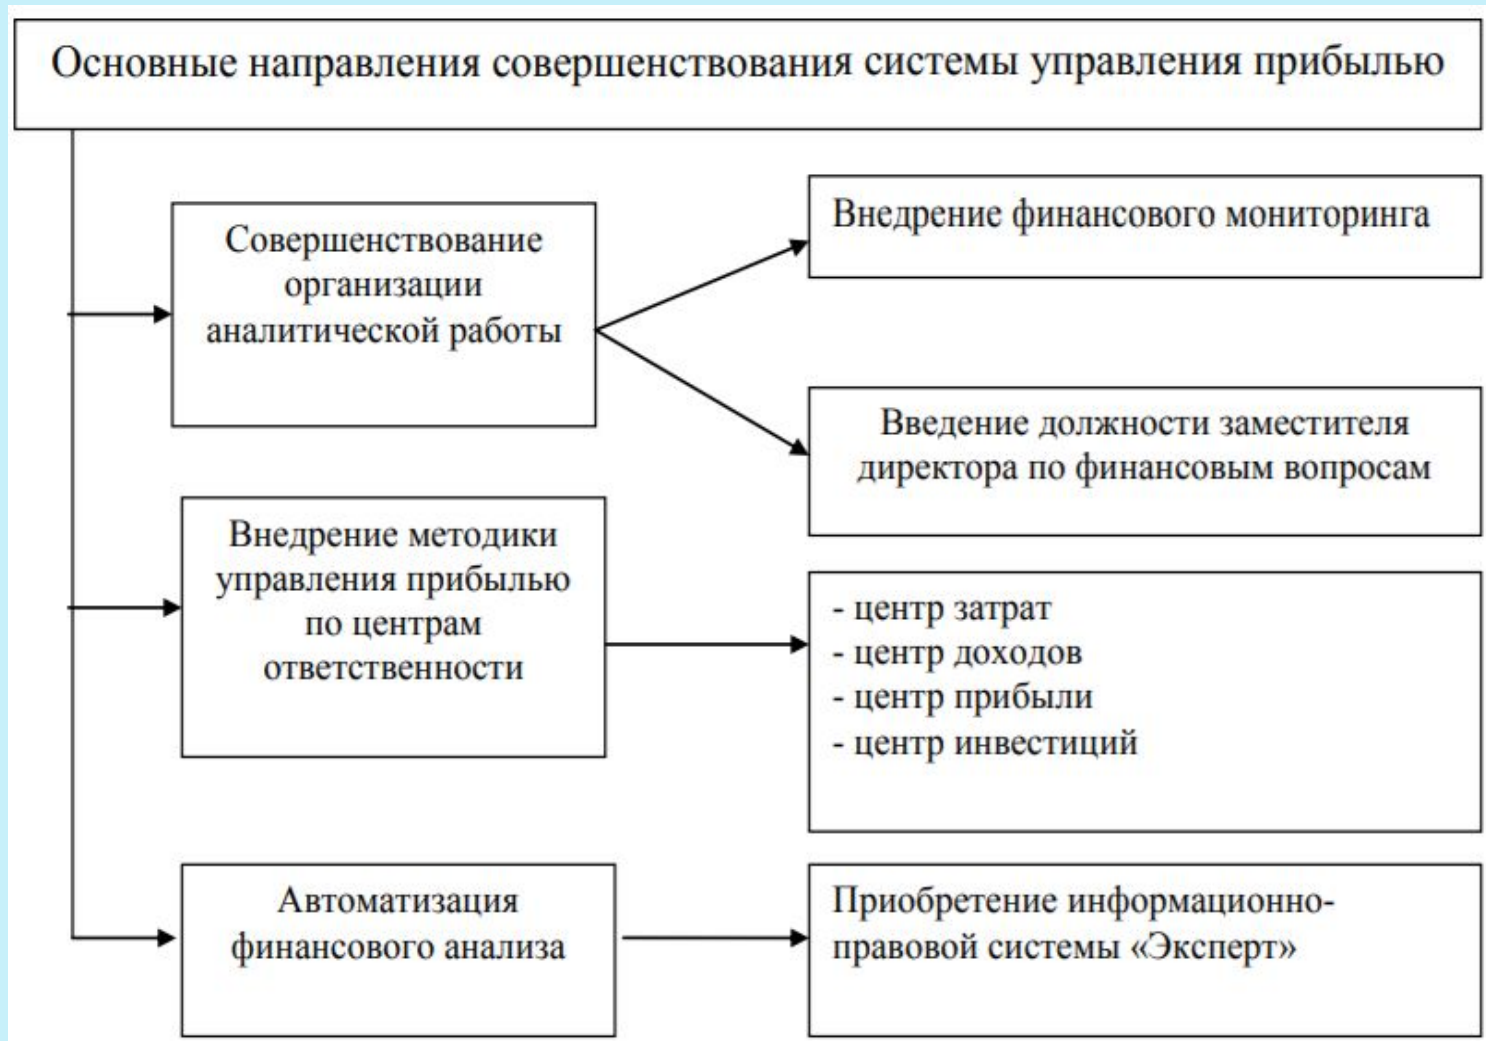 Основные направления совершенствования системы управления прибылью
Совершенствование
организации
аналитической работы
Внедрение финансового мониторинга
Введение должности заместителя
директора по финансовым вопросам
Внедрение методики
управления прибылью
по центрам
ответственности
- центр затрат
- центр доходов
- центр прибыли
- центр инвестиций
Автоматизация
финансового анализа
Приобретение информационно-
правовой системы «Эксперт»